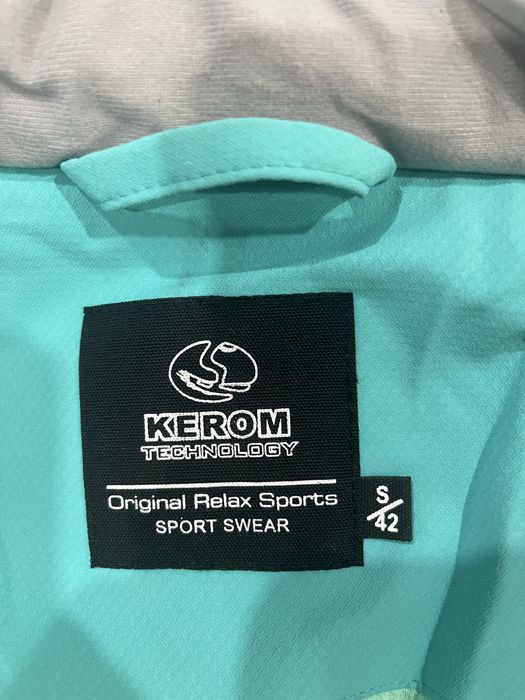 KEROM
TECHNOLOGY
Original Relax Sports
SPORT SWEAR
S/42